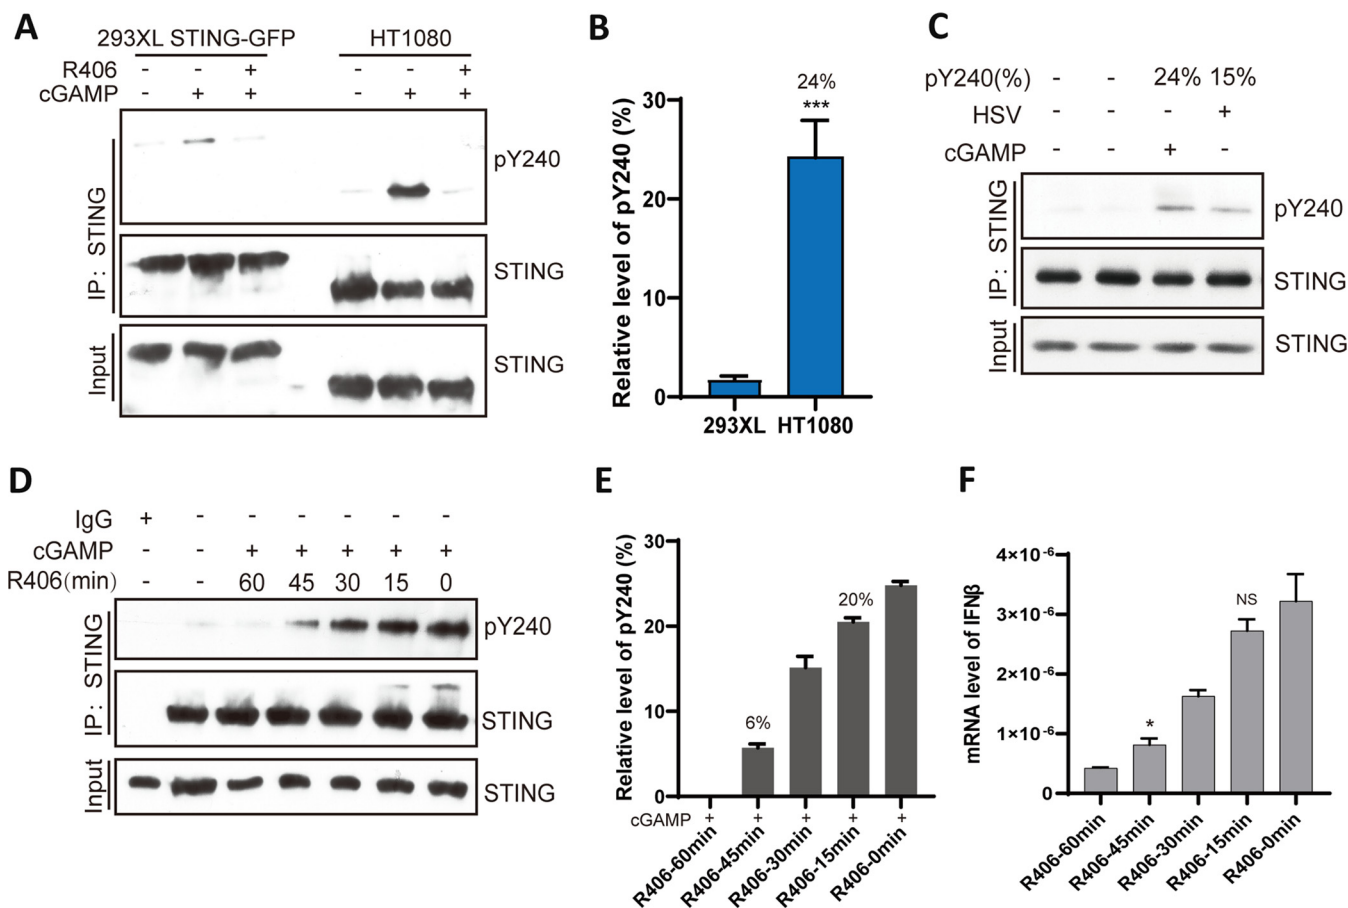 A
293XL STING-GFP HT1080
R406 - - + - - +
cGAMP - + + - + +
IP: STING
pY240
STING
Input
STING
B
Relative level of pY240 (%)
24%
***
30
20
10
0
293XL HT1080
C
pY240(%) - - 24% 15%
HSV - - - +
cGAMP - - + -
IP: STING
pY240
STING
Input
STING
D
IgG + - - - - - -
cGAMP - - + + + + +
R406(min) - - 60 45 30 15 0
IP: STING
pY240
STING
Input
STING
E
Relative level of pY240 (%)
30
20
10
0
6%
20%
cGAMP + + + + +
R406-60min
R406-45min
R406-30min
R406-15min
R406-0min
F
mRNA level of IFNβ
4×10-6
3×10-6
2×10-6
1×10-6
0
*
NS
R406-60min
R406-45min
R406-30min
R406-15min
R406-0min